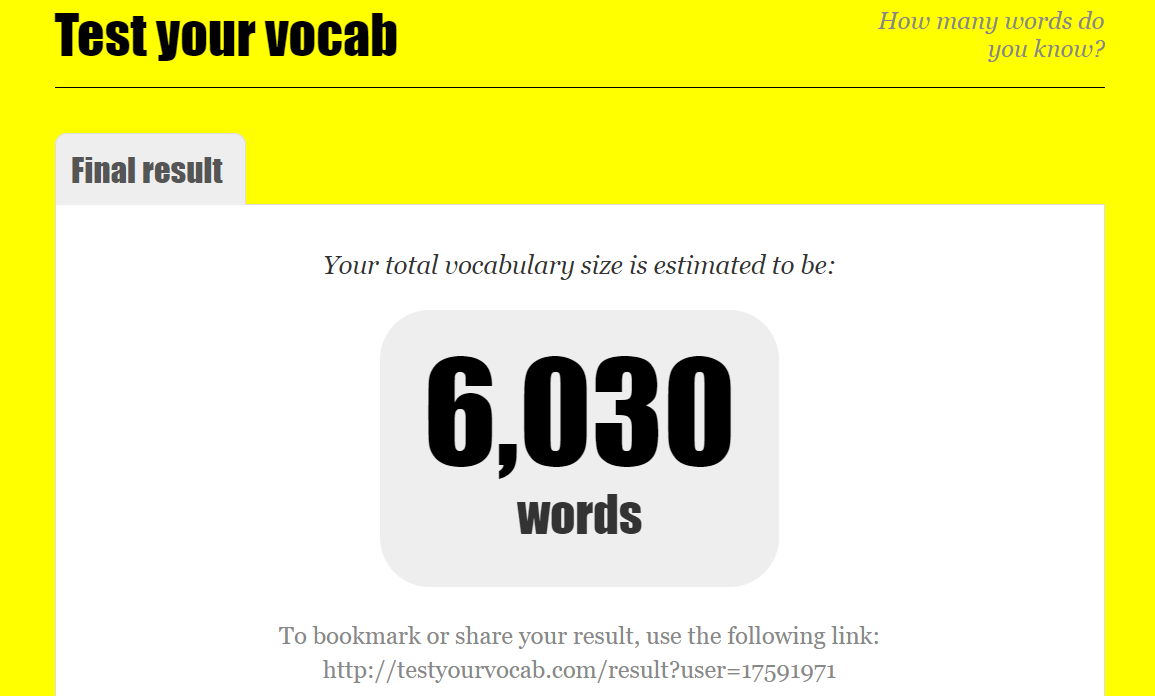 Test your vocab
How many words do
you know?
Final result
Your total vocabulary size is estimated to be:
6,030
words
To bookmark or share your result, use the following link:
http://testyourvocab.com/result?user=17591971